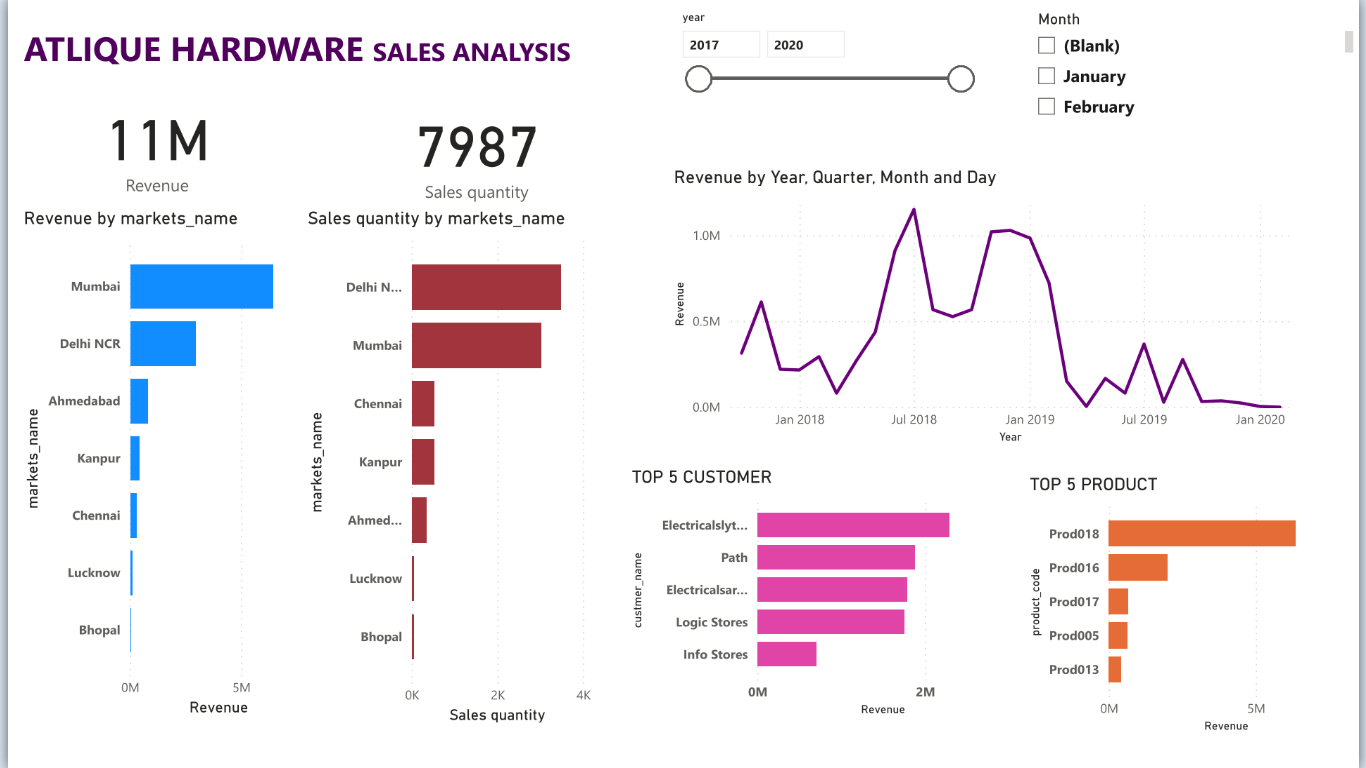 ATLIQUE HARDWARE SALES ANALYSIS
year
2017 2020
Month
(Blank)
January
February
11M
Revenue
7987
Sales quantity
Revenue by markets_name
markets_name
Mumbai
Delhi NCR
Ahmedabad
Kanpur
Chennai
Lucknow
Bhopal
0M 5M
Revenue
Sales quantity by markets_name
markets_name
Delhi N...
Mumbai
Chennai
Kanpur
Ahmed...
Lucknow
Bhopal
0K 2K 4K
Sales quantity
Revenue by Year, Quarter, Month and Day
Revenue
1.0M
0.5M
0.0M
Jan 2018 Jul 2018 Jan 2019 Jul 2019 Jan 2020
Year
TOP 5 CUSTOMER
custmer_name
Electricalslyt...
Path
Electricalsar...
Logic Stores
Info Stores
0M 2M
Revenue
TOP 5 PRODUCT
product_code
Prod018
Prod016
Prod017
Prod005
Prod013
0M 5M
Revenue